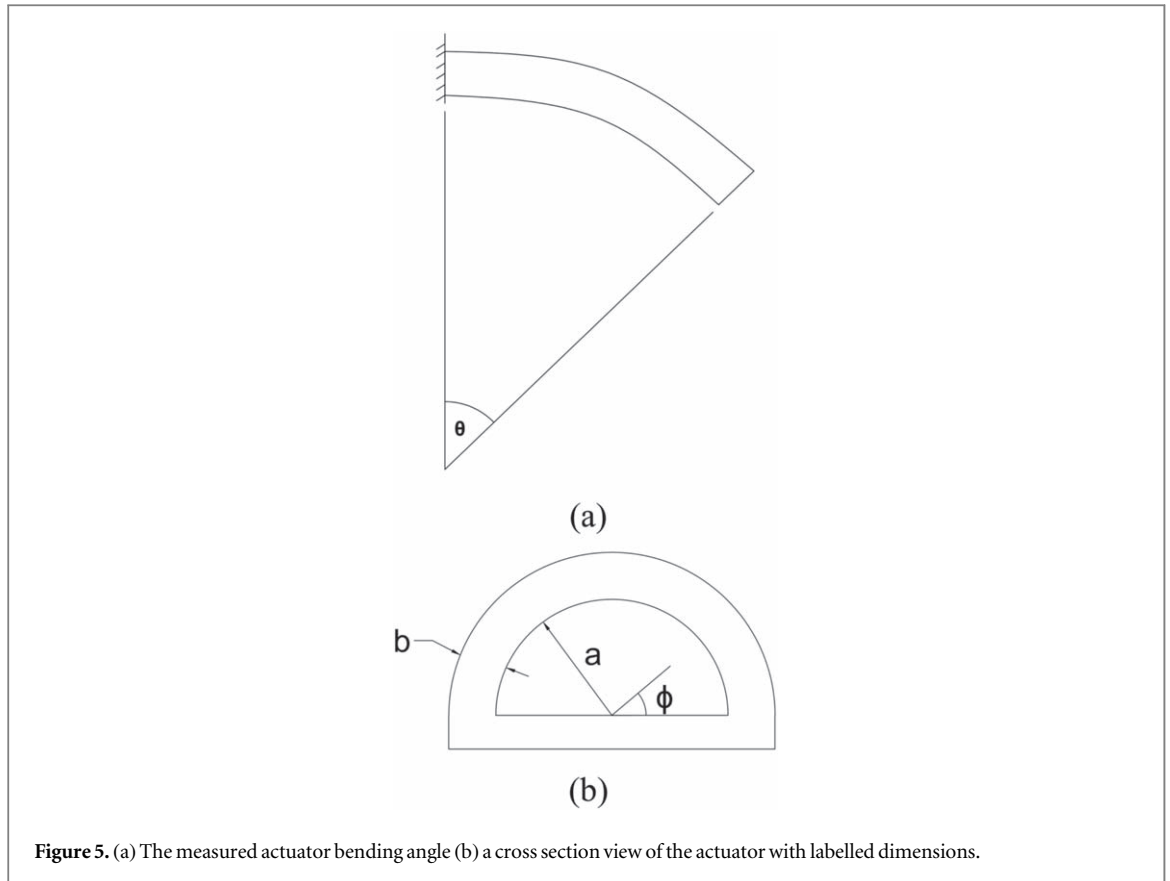 θ
(a)
b
a
ϕ
(b)
Figure 5. (a) The measured actuator bending angle (b) a cross section view of the actuator with labelled dimensions.